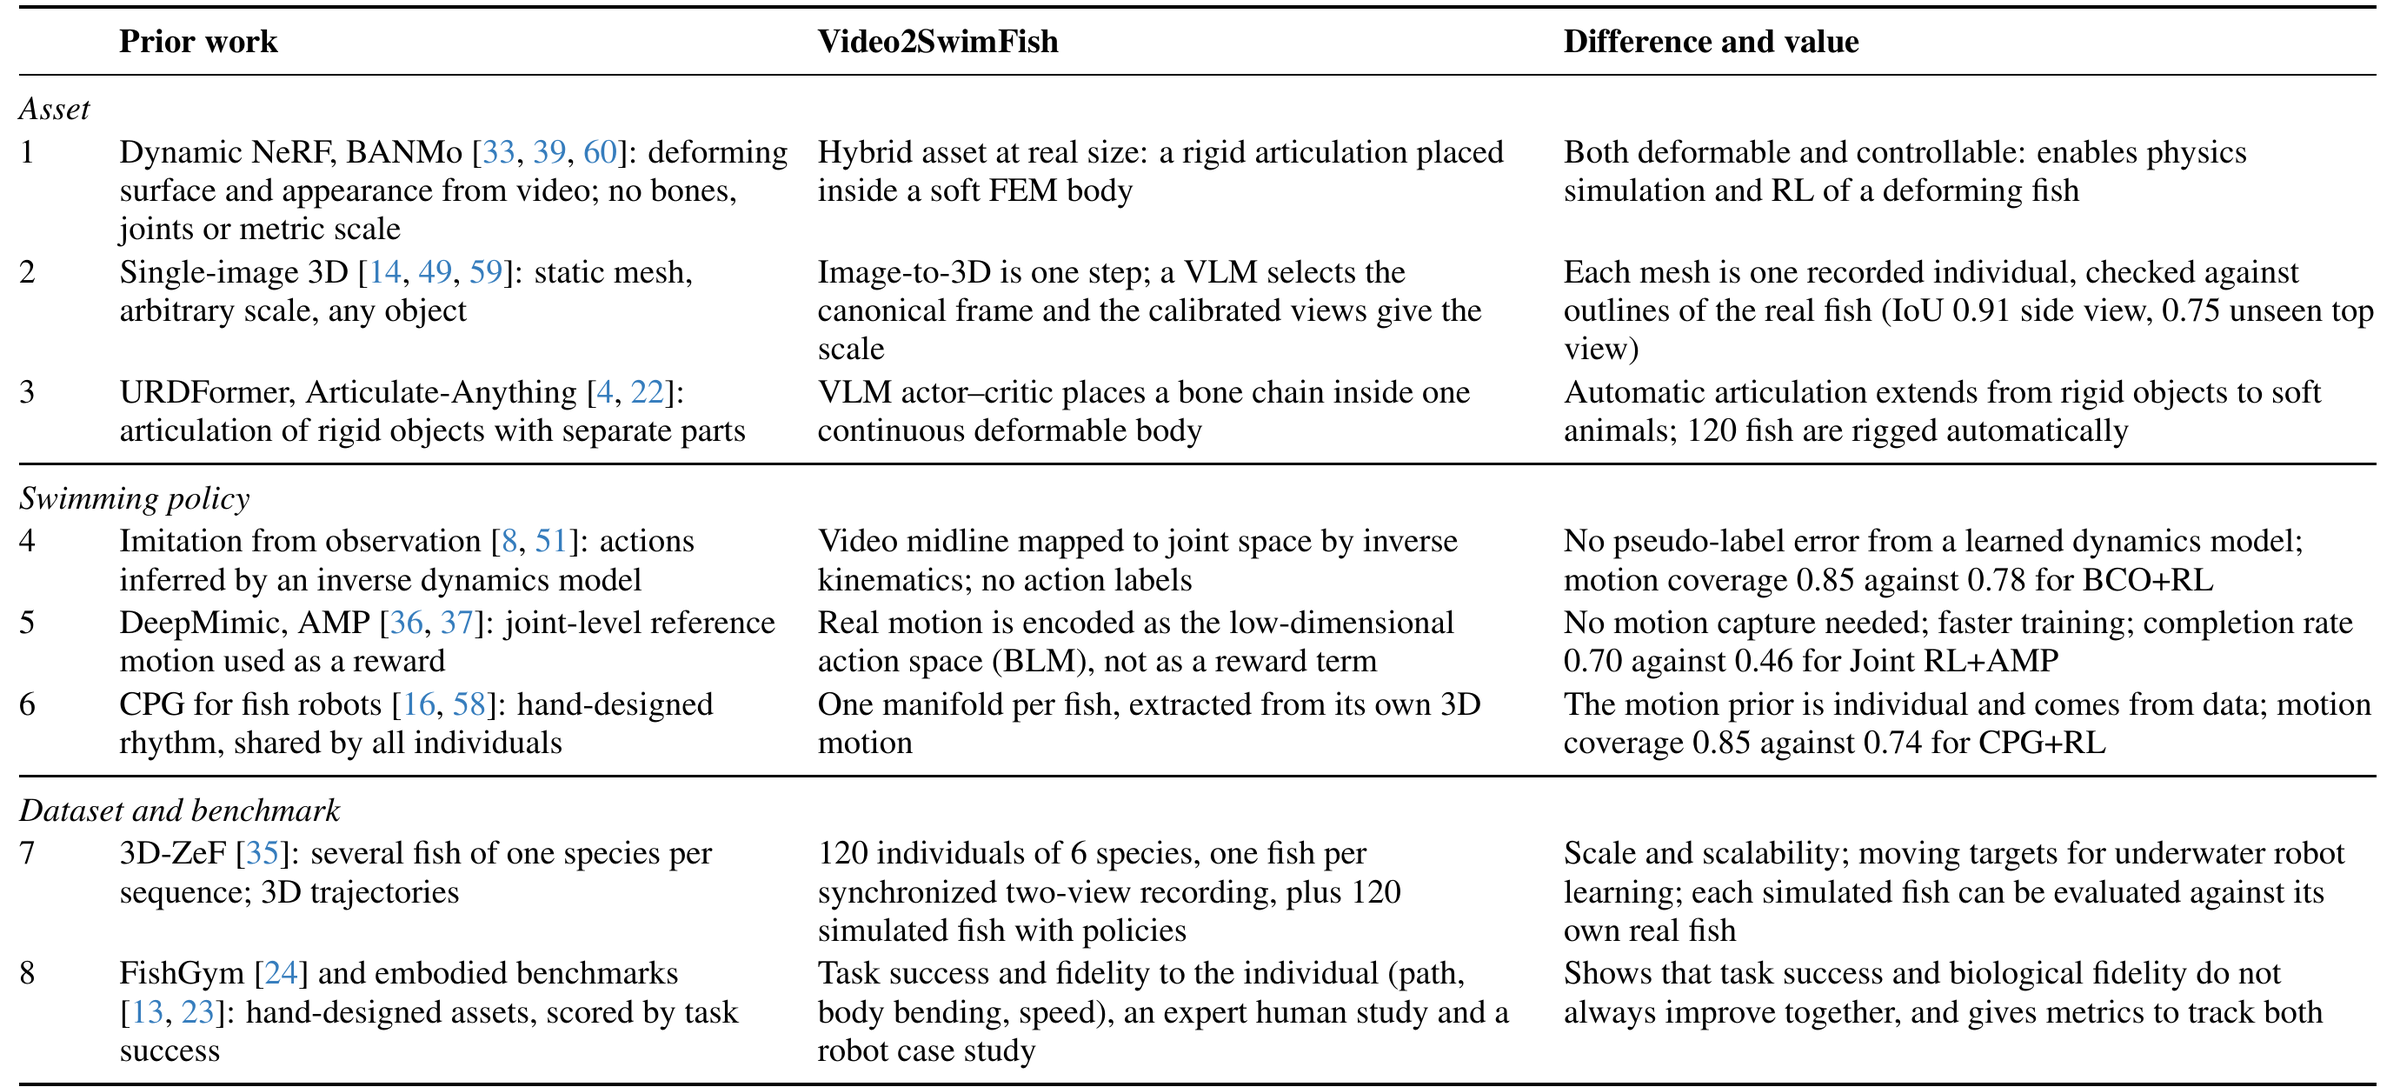 Prior work Video2SwimFish Difference and value
Asset
1 Dynamic NeRF, BANMo [33, 39, 60]: deforming Hybrid asset at real size: a rigid articulation placed Both deformable and controllable: enables physics
surface and appearance from video; no bones, inside a soft FEM body simulation and RL of a deforming fish
joints or metric scale
2 Single-image 3D [14, 49, 59]: static mesh, Image-to-3D is one step; a VLM selects the Each mesh is one recorded individual, checked against
arbitrary scale, any object canonical frame and the calibrated views give the outlines of the real fish (IoU 0.91 side view, 0.75 unseen top
scale view)
3 URDFormer, Articulate-Anything [4, 22]: VLM actor–critic places a bone chain inside one Automatic articulation extends from rigid objects to soft
articulation of rigid objects with separate parts continuous deformable body animals; 120 fish are rigged automatically
Swimming policy
4 Imitation from observation [8, 51]: actions Video midline mapped to joint space by inverse No pseudo-label error from a learned dynamics model;
inferred by an inverse dynamics model kinematics; no action labels motion coverage 0.85 against 0.78 for BCO+RL
5 DeepMimic, AMP [36, 37]: joint-level reference Real motion is encoded as the low-dimensional No motion capture needed; faster training; completion rate
motion used as a reward action space (BLM), not as a reward term 0.70 against 0.46 for Joint RL+AMP
6 CPG for fish robots [16, 58]: hand-designed One manifold per fish, extracted from its own 3D The motion prior is individual and comes from data; motion
rhythm, shared by all individuals motion coverage 0.85 against 0.74 for CPG+RL
Dataset and benchmark
7 3D-ZeF [35]: several fish of one species per 120 individuals of 6 species, one fish per Scale and scalability; moving targets for underwater robot
sequence; 3D trajectories synchronized two-view recording, plus 120 learning; each simulated fish can be evaluated against its
simulated fish with policies own real fish
8 FishGym [24] and embodied benchmarks Task success and fidelity to the individual (path, Shows that task success and biological fidelity do not
[13, 23]: hand-designed assets, scored by task body bending, speed), an expert human study and a always improve together, and gives metrics to track both
success robot case study